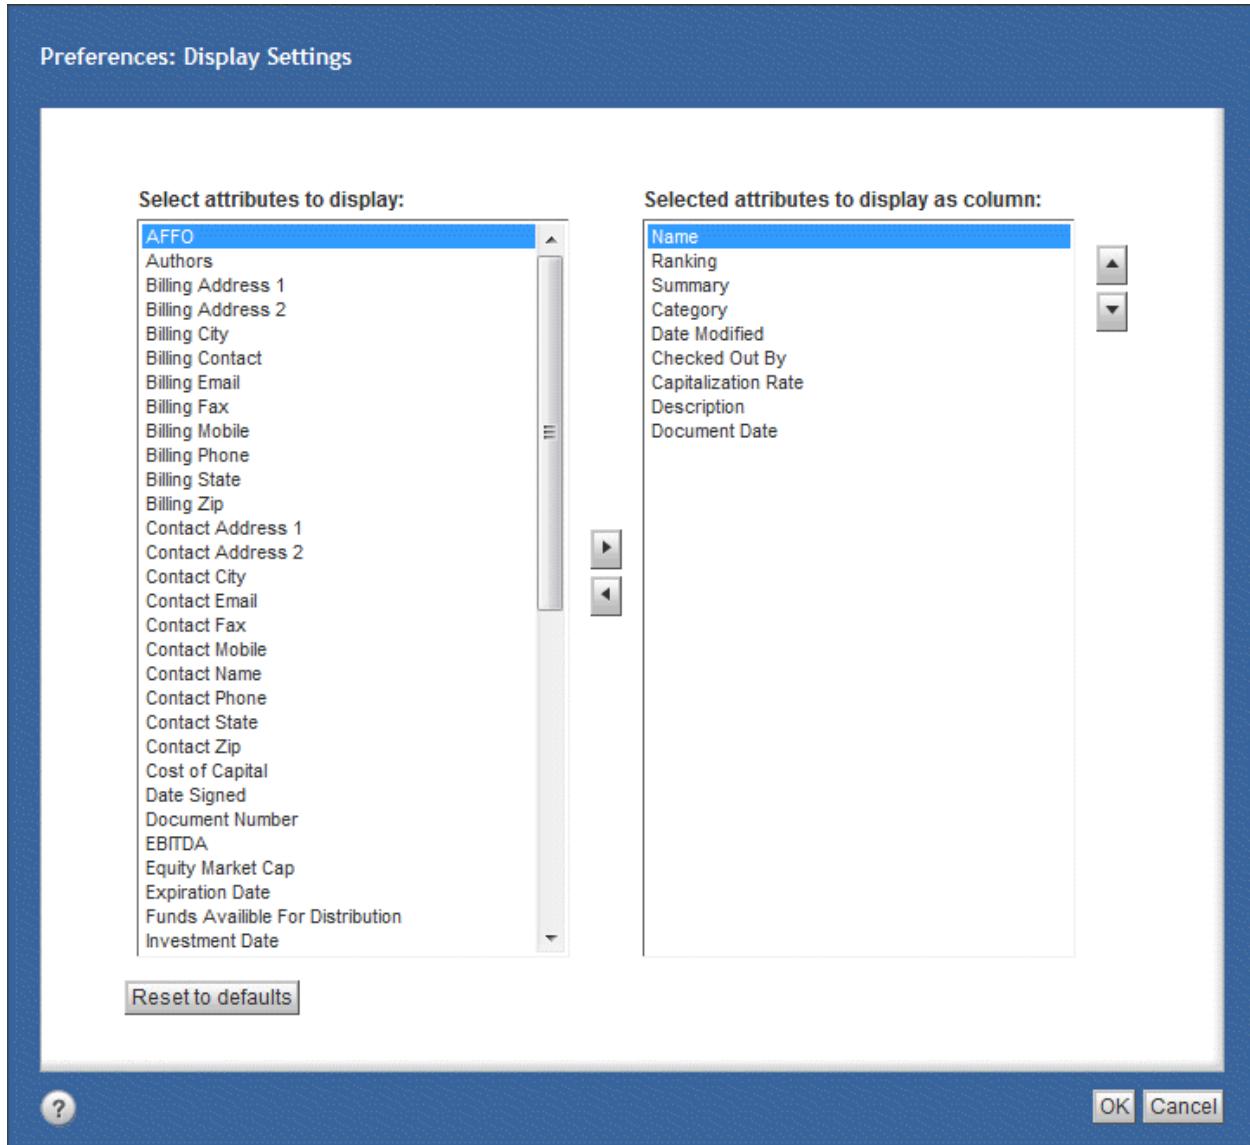 Preferences: Display Settings
Select attributes to display:
AFFO
Authors
Billing Address 1
Billing Address 2
Billing City
Billing Contact
Billing Email
Billing Fax
Billing Mobile
Billing Phone
Billing State
Billing Zip
Contact Address 1
Contact Address 2
Contact City
Contact Email
Contact Fax
Contact Mobile
Contact Name
Contact Phone
Contact State
Contact Zip
Cost of Capital
Date Signed
Document Number
EBITDA
Equity Market Cap
Expiration Date
Funds Availible For Distribution
Investment Date
Selected attributes to display as column:
Name
Ranking
Summary
Category
Date Modified
Checked Out By
Capitalization Rate
Description
Document Date
Reset to defaults
?
OK
Cancel